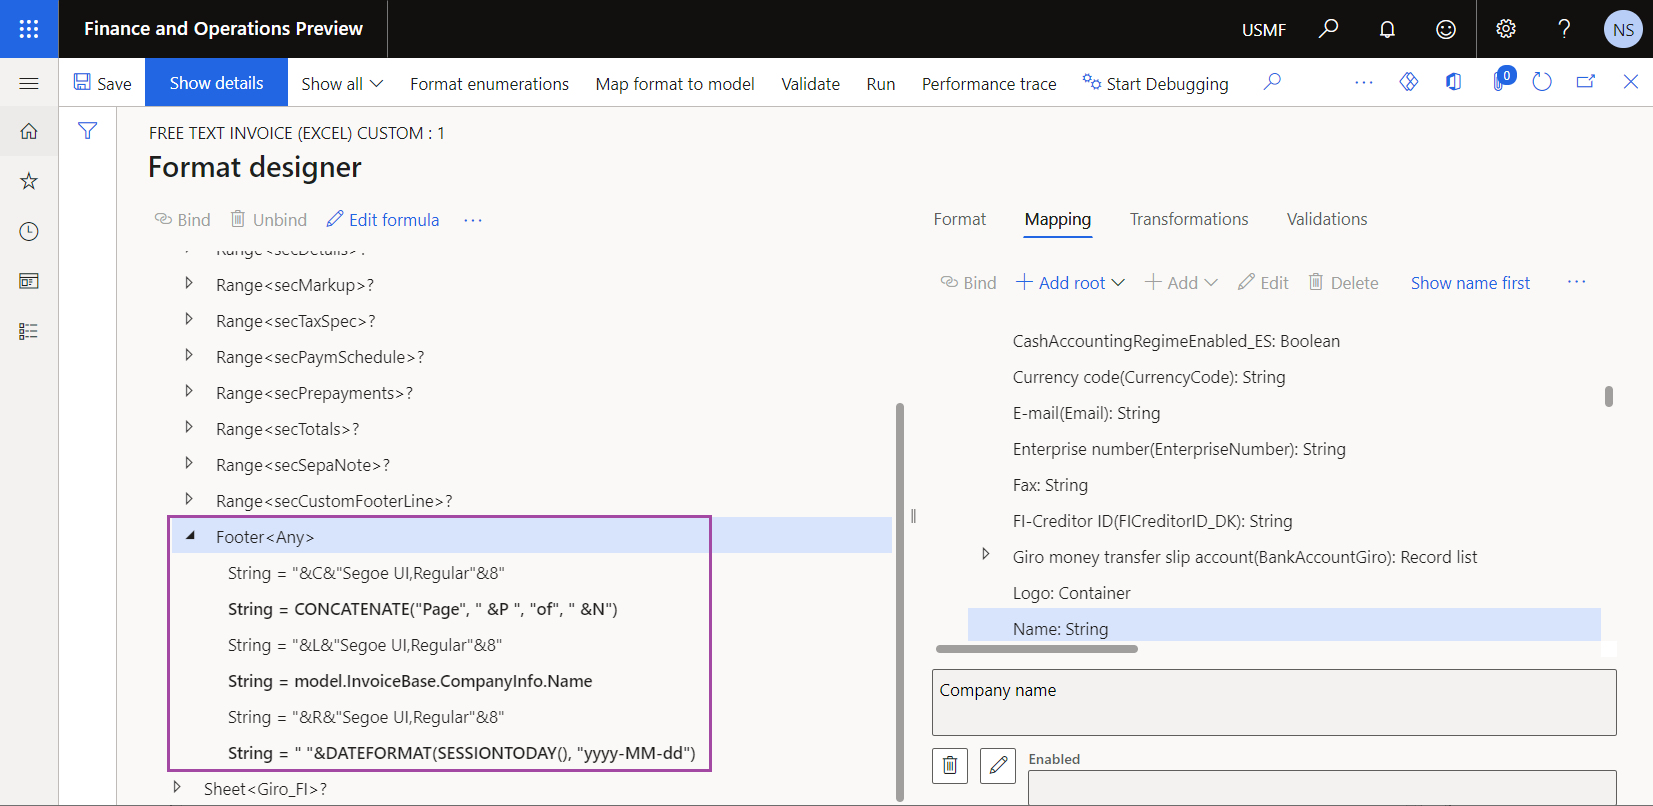 Finance and Operations Preview
USMF
NS
Save
Show details
Show all
Format enumerations
Map format to model
Validate
Run
Performance trace
Start Debugging
0
FREE TEXT INVOICE (EXCEL) CUSTOM : 1
Format designer
Bind
Unbind
Edit formula
Range<secDetails>?
Range<secMarkup>?
Range<secTaxSpec>?
Range<secPaymSchedule>?
Range<secPrepayments>?
Range<secTotals>?
Range<secSepaNote>?
Range<secCustomFooterLine>?
Footer<Any>
String = "&C&"Segoe UI,Regular"&8"
String = CONCATENATE("Page", " &P ", "of", " &N")
String = "&L&"Segoe UI,Regular"&8"
String = model.InvoiceBase.CompanyInfo.Name
String = "&R&"Segoe UI,Regular"&8"
String = " "&DATEFORMAT(SESSIONTODAY(), "yyyy-MM-dd")
Sheet<Giro_FI>?
Format
Mapping
Transformations
Validations
Bind
Add root
Add
Edit
Delete
Show name first
CashAccountingRegimeEnabled_ES: Boolean
Currency code(CurrencyCode): String
E-mail(Email): String
Enterprise number(EnterpriseNumber): String
Fax: String
FI-Creditor ID(FICreditorID_DK): String
Giro money transfer slip account(BankAccountGiro): Record list
Logo: Container
Name: String
Company name
Enabled